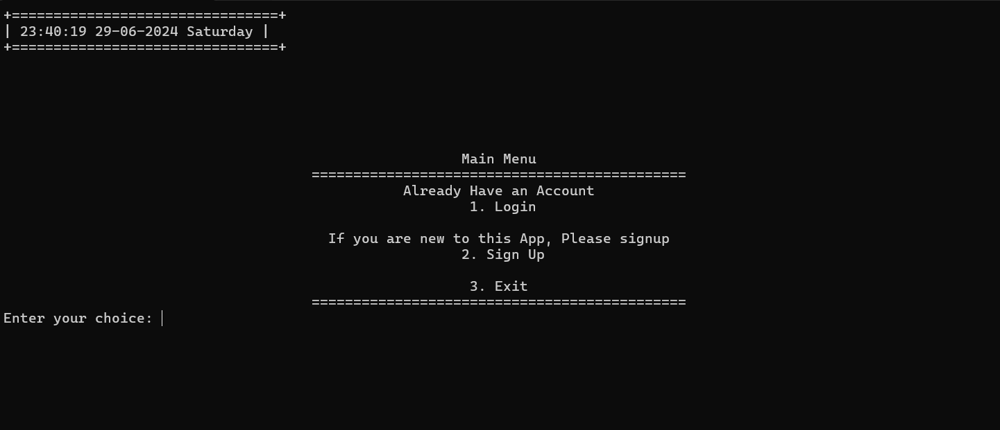 +================================+
| 23:40:19 29-06-2024 Saturday |
+================================+
Main Menu
=============================================
Already Have an Account
1. Login
If you are new to this App, Please signup
2. Sign Up
3. Exit
=============================================
Enter your choice: